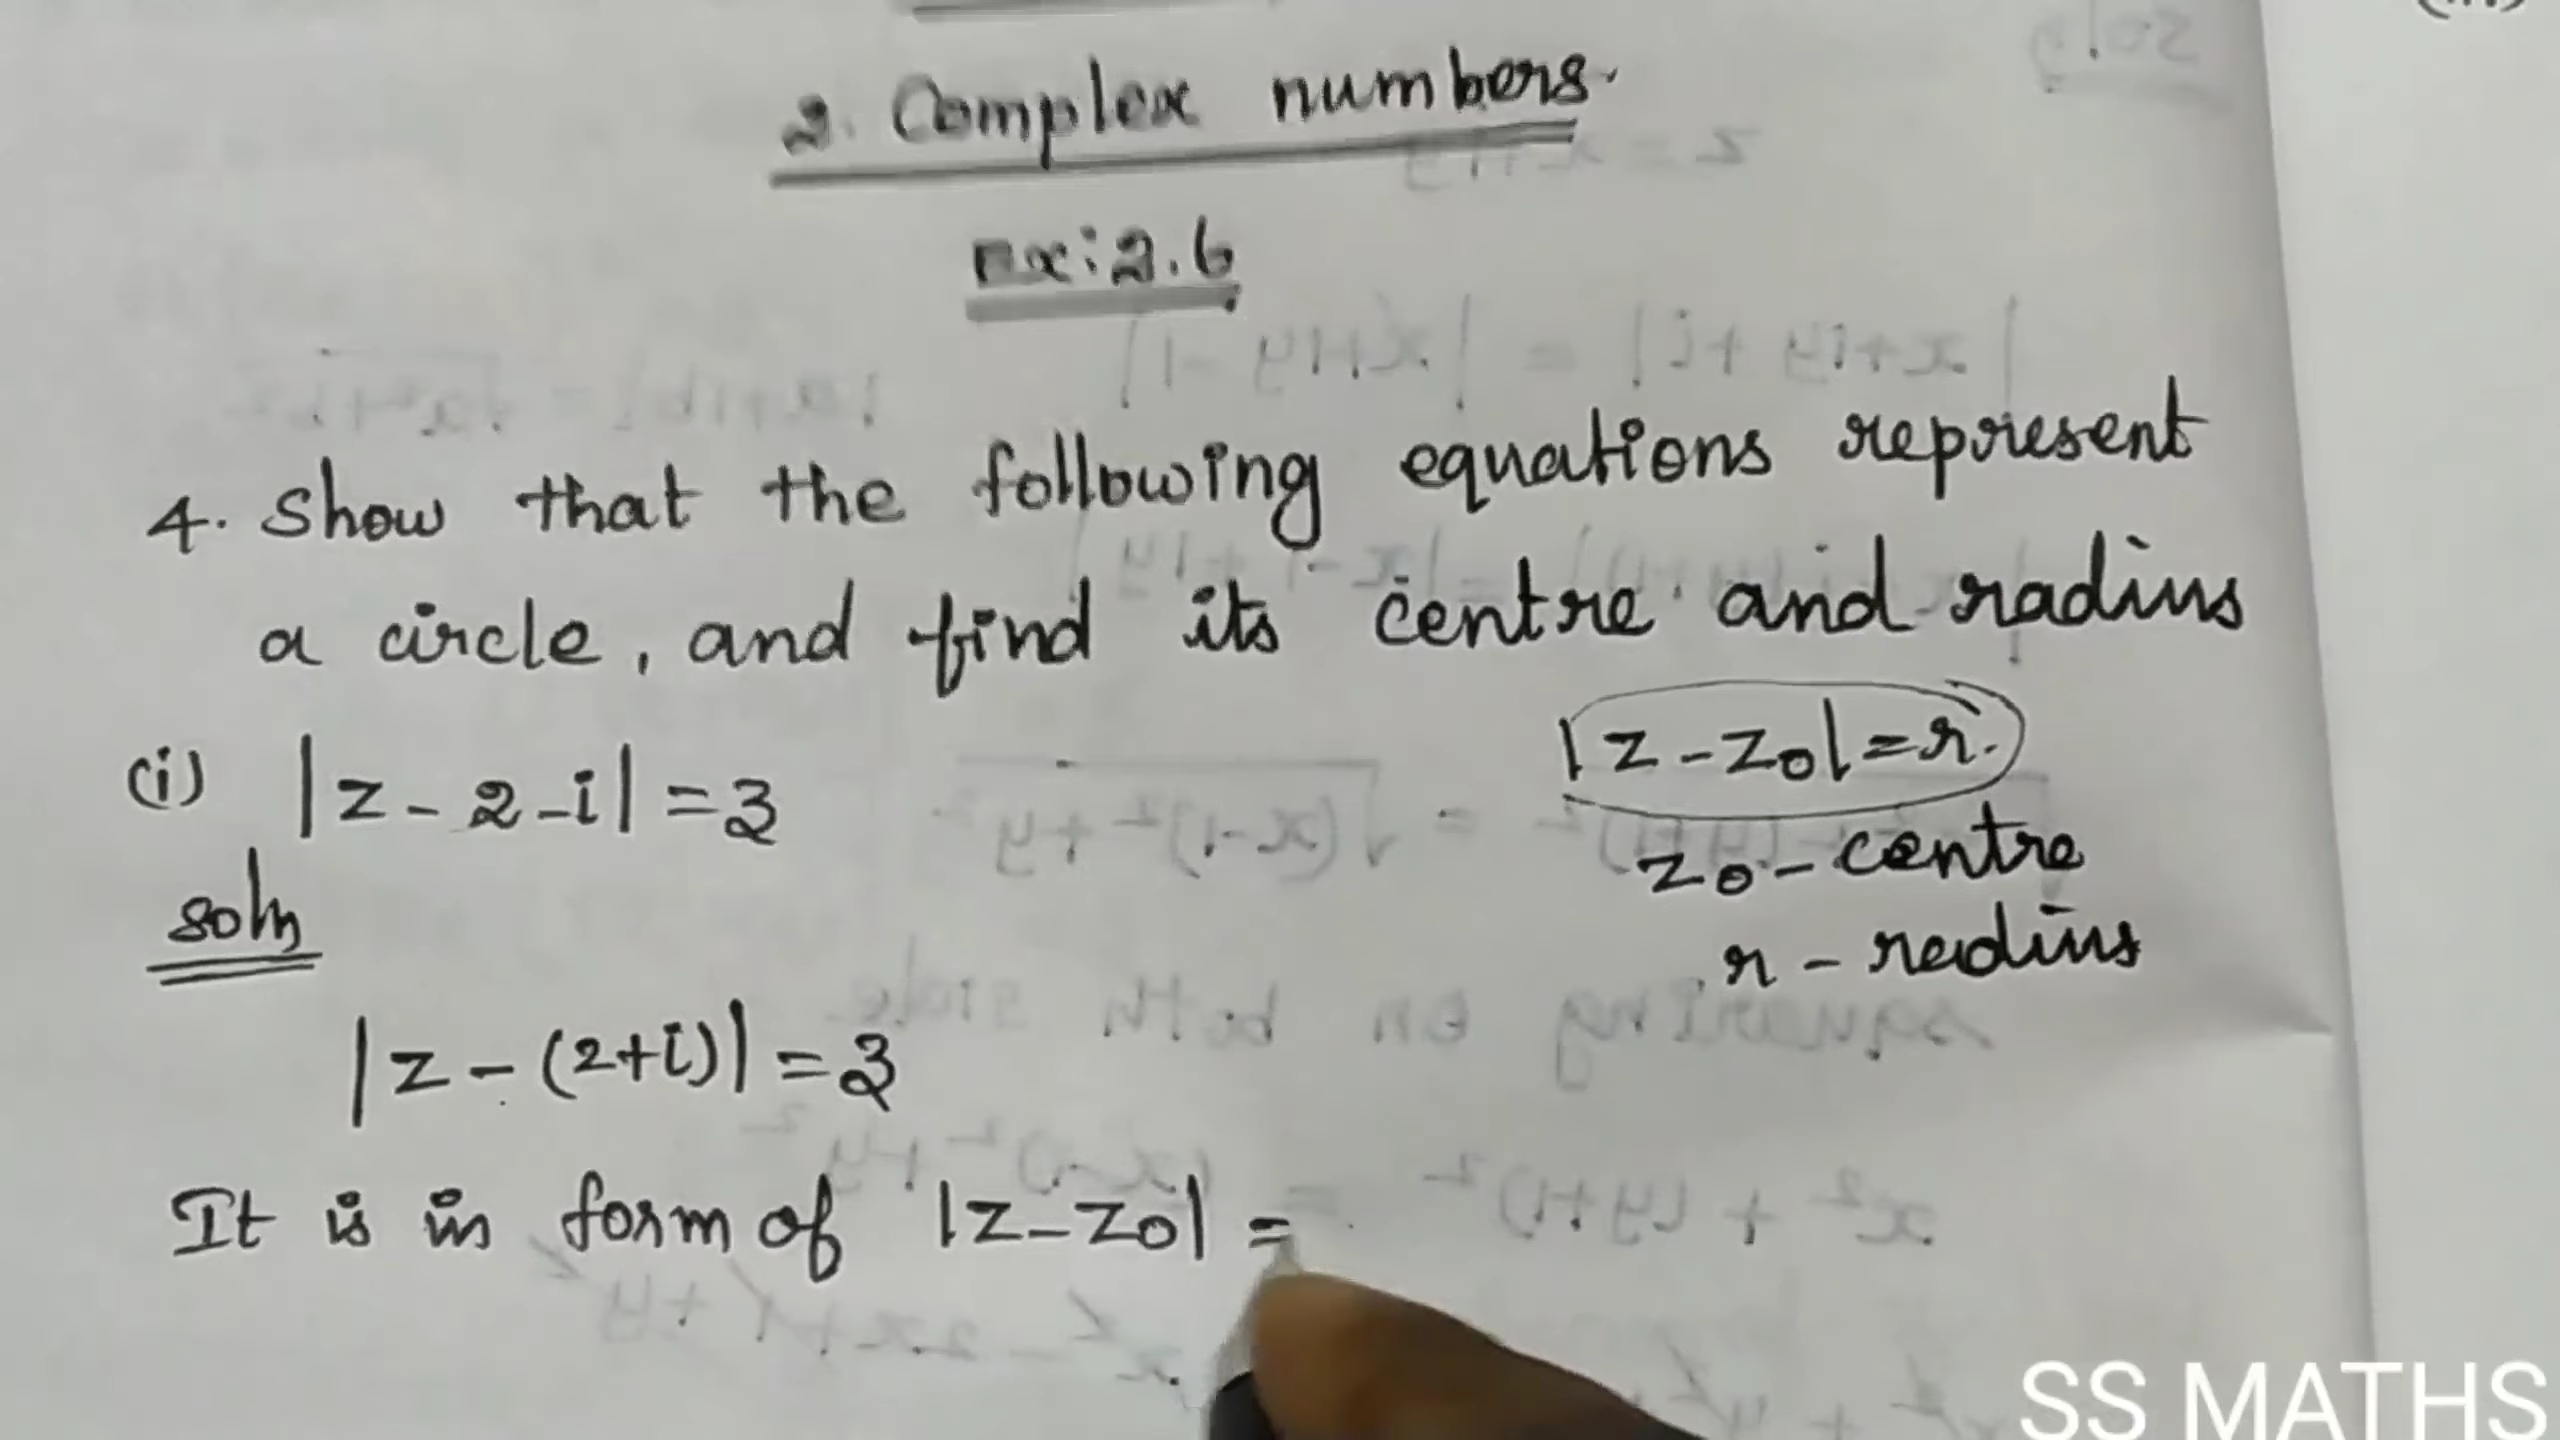 2. Complex numbers.
Ex: 2.6
4. Show that the following equations represent
a circle, and find its centre and radius
(i) |z - 2 - i| = 3
|z - z0| = r.
z0 - centre
r - radius
soln
|z - (2+i)| = 3
It is in form of |z - z0| =
SS MATHS